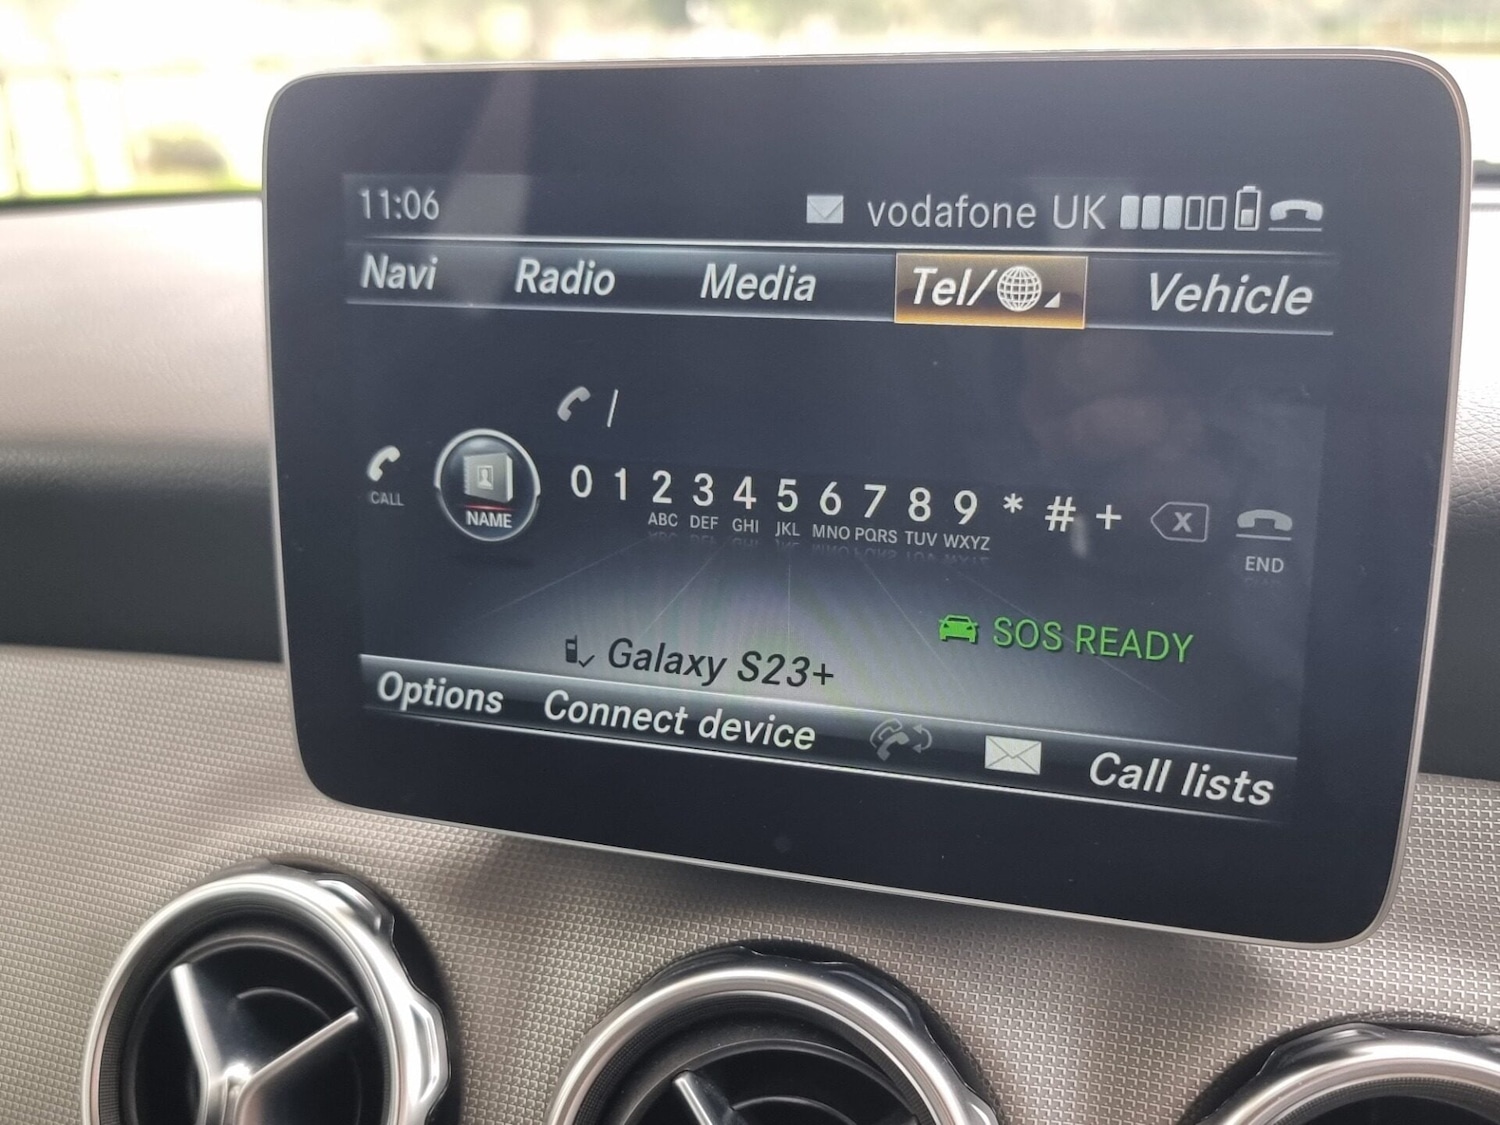 11:06 vodafone UK
Navi Radio Media Tel/ Vehicle
/
CALL NAME 0 1 2 3 4 5 6 7 8 9 * # + X END
ABC DEF GHI JKL MNO PQRS TUV WXYZ
SOS READY
Galaxy S23+
Options Connect device Call lists